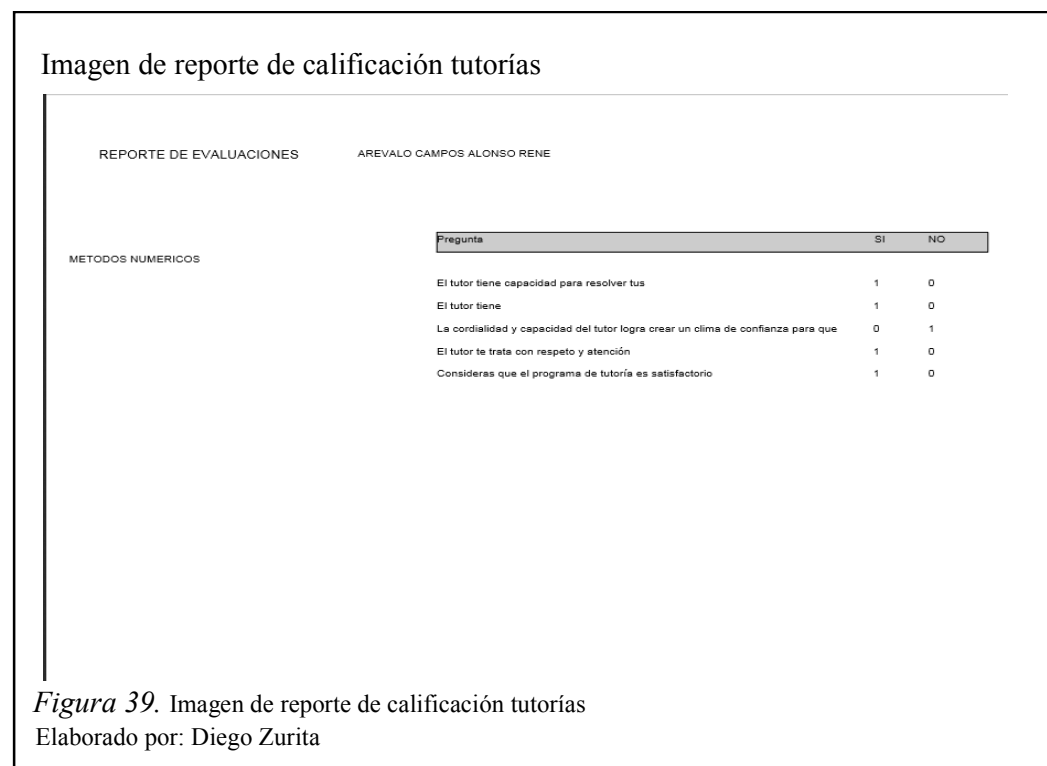 Imagen de reporte de calificación tutorías
REPORTE DE EVALUACIONES AREVALO CAMPOS ALONSO RENE
Pregunta SI NO
METODOS NUMERICOS
El tutor tiene capacidad para resolver tus 1 0
El tutor tiene 1 0
La cordialidad y capacidad del tutor logra crear un clima de confianza para que 0 1
El tutor te trata con respeto y atención 1 0
Consideras que el programa de tutoría es satisfactorio 1 0
Figura 39. Imagen de reporte de calificación tutorías
Elaborado por: Diego Zurita